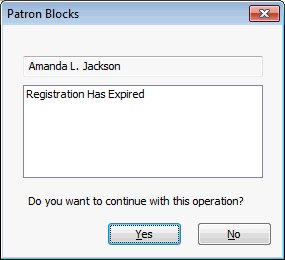 Patron Blocks
Amanda L. Jackson
Registration Has Expired
Do you want to continue with this operation?
Yes
No